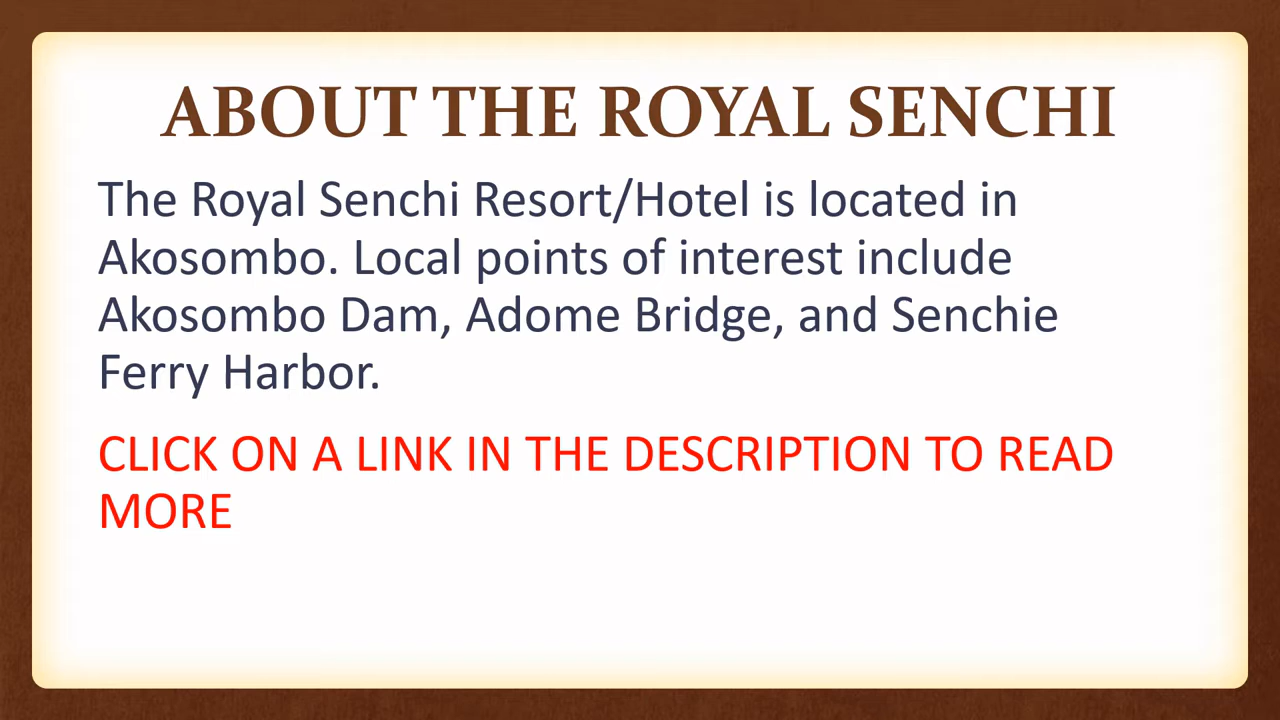 ABOUT THE ROYAL SENCHI
The Royal Senchi Resort/Hotel is located in
Akosombo. Local points of interest include
Akosombo Dam, Adome Bridge, and Senchie
Ferry Harbor.
CLICK ON A LINK IN THE DESCRIPTION TO READ
MORE